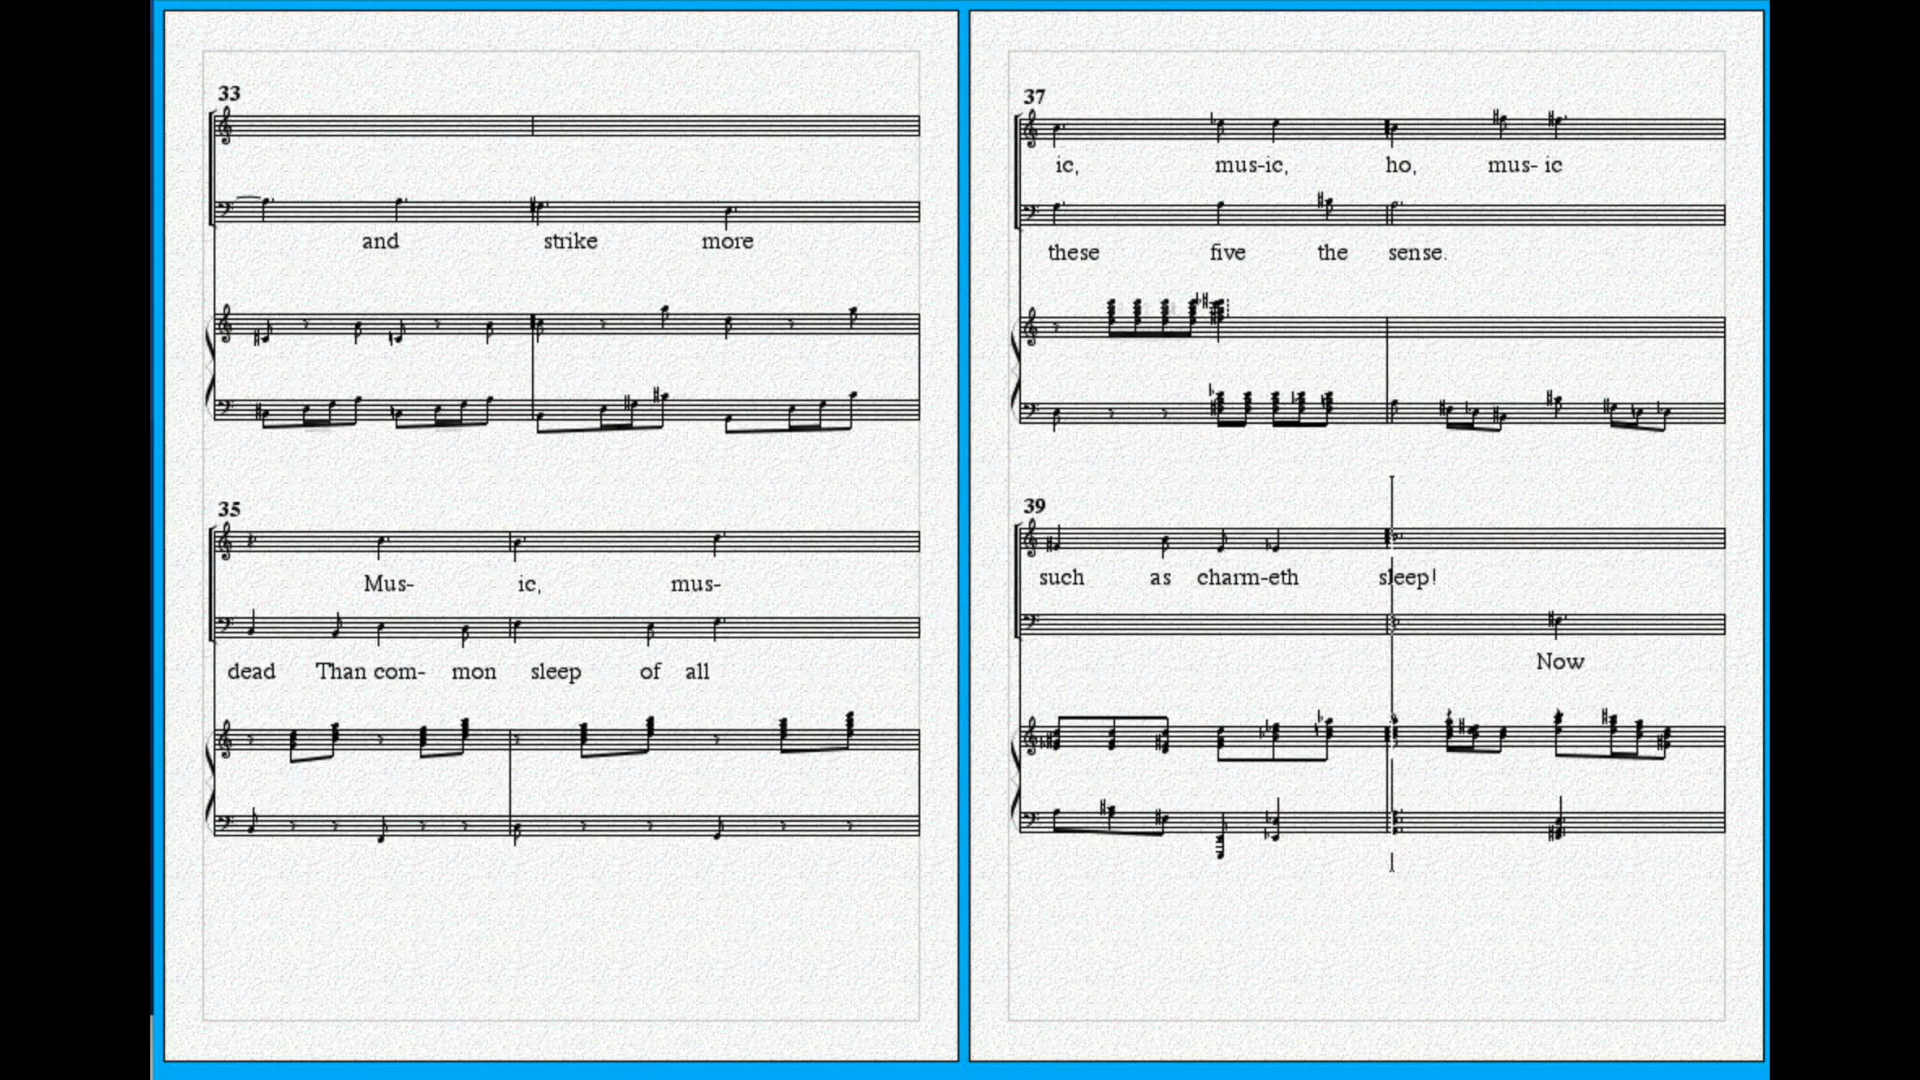 33
and strike more
35
Mus- ic, mus-
dead Than com- mon sleep of all
37
ic, mus-ic, ho, mus- ic
these five the sense.
39
such as charm-eth sleep!
Now